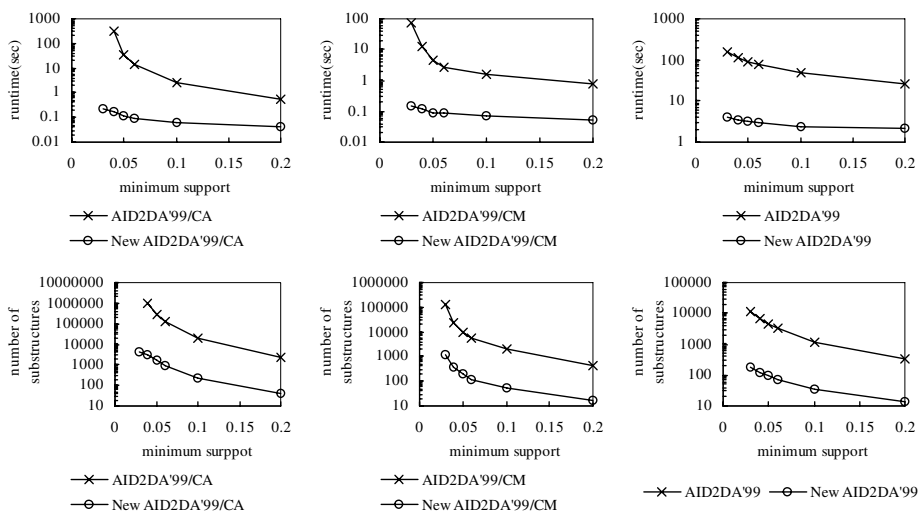 runtime(sec)
1000
100
10
1
0.1
0.01
0
0.05
0.1
0.15
0.2
minimum support
AID2DA'99/CA
New AID2DA'99/CA
runtime(sec)
100
10
1
0.1
0.01
0
0.05
0.1
0.15
0.2
minimum support
AID2DA'99/CM
New AID2DA'99/CM
runtime(sec)
1000
100
10
1
0
0.05
0.1
0.15
0.2
minimum support
AID2DA'99
New AID2DA'99
number of
substructures
10000000
1000000
100000
10000
1000
100
10
0
0.05
0.1
0.15
0.2
minimum surppot
AID2DA'99/CA
New AID2DA'99/CA
number of
substructures
1000000
100000
10000
1000
100
10
0
0.05
0.1
0.15
0.2
minimum support
AID2DA'99/CM
New AID2DA'99/CM
number of
substructures
100000
10000
1000
100
10
0
0.05
0.1
0.15
0.2
minimum support
AID2DA'99
New AID2DA'99